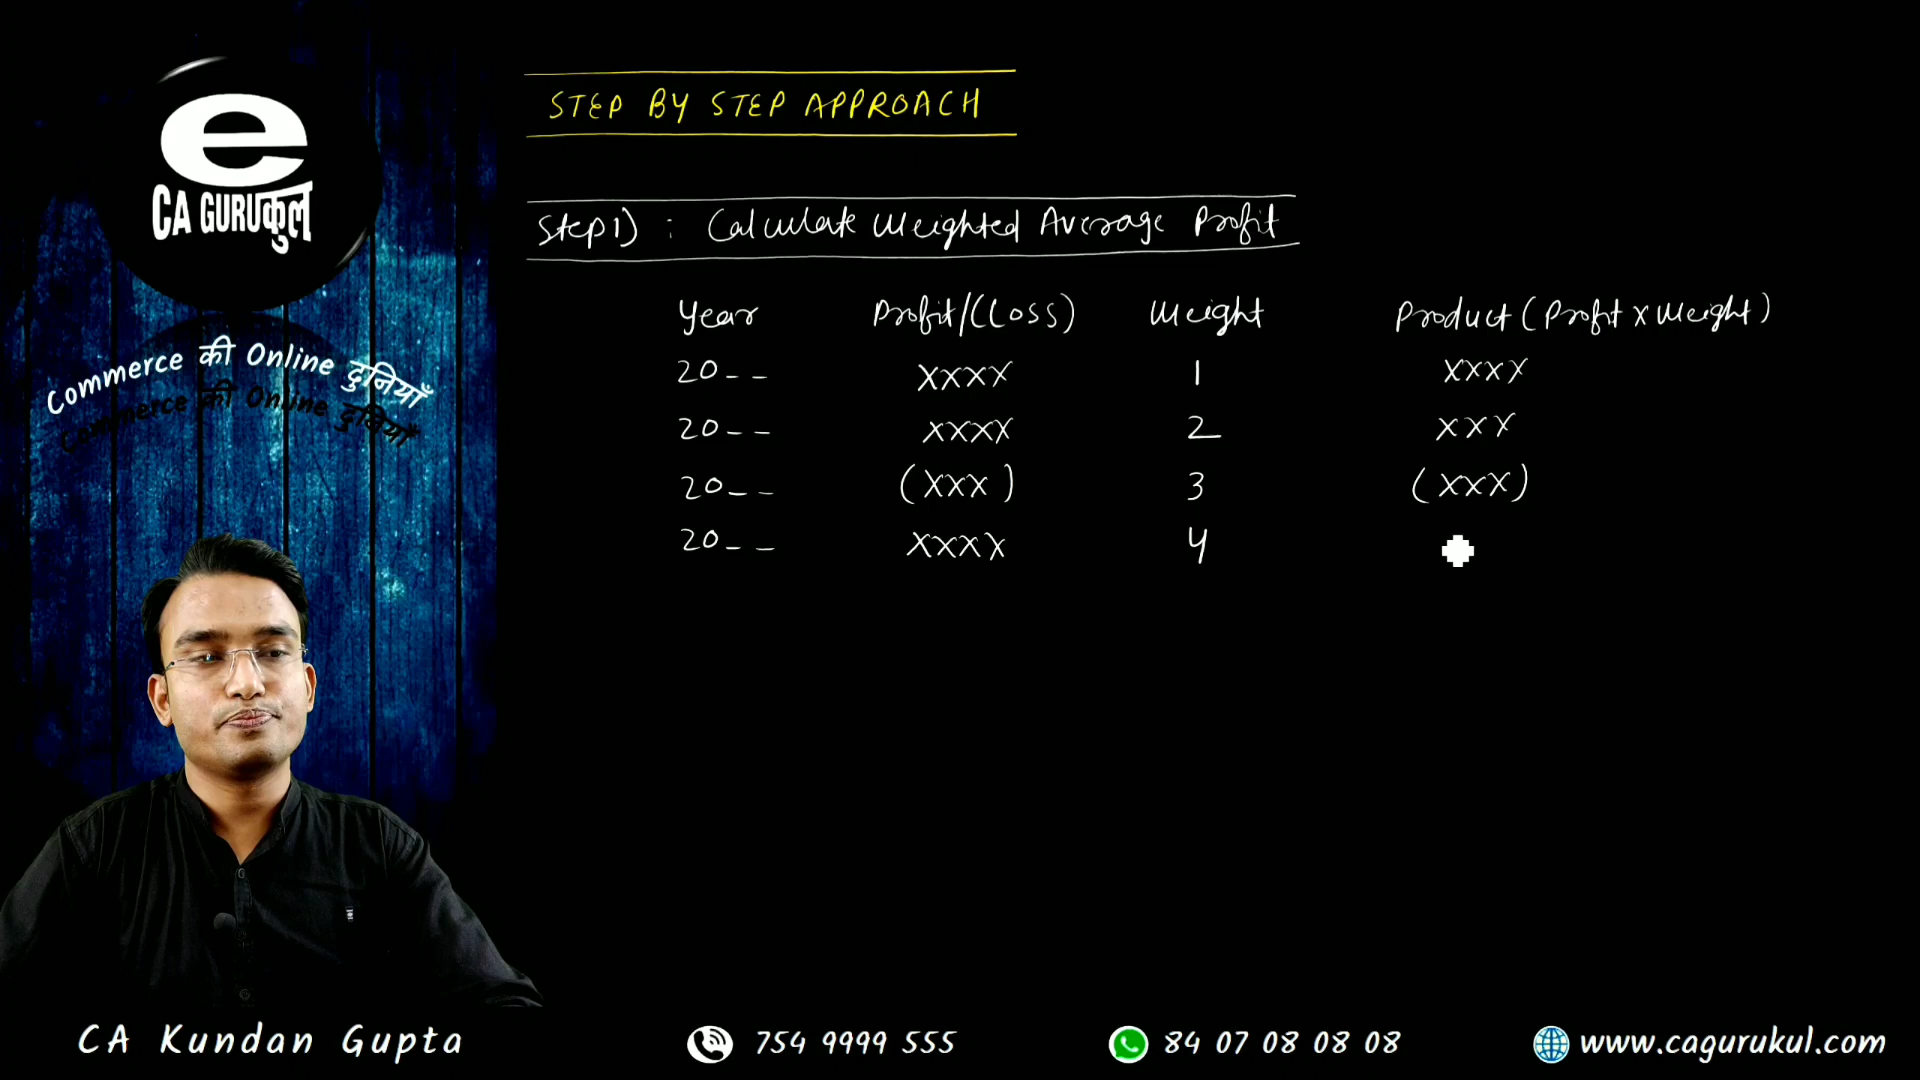 e
CA GURUकुल
Commerce की Online दुनियाँ
STEP BY STEP APPROACH
Step 1) : Calculate Weighted Average Profit
Year Profit/(Loss) Weight Product (Profit x Weight)
20-- xxxx 1 xxxx
20-- xxxx 2 xxx
20-- (xxx) 3 (xxx)
20-- xxxx 4
CA Kundan Gupta 754 9999 555 84 07 08 08 08 www.cagurukul.com